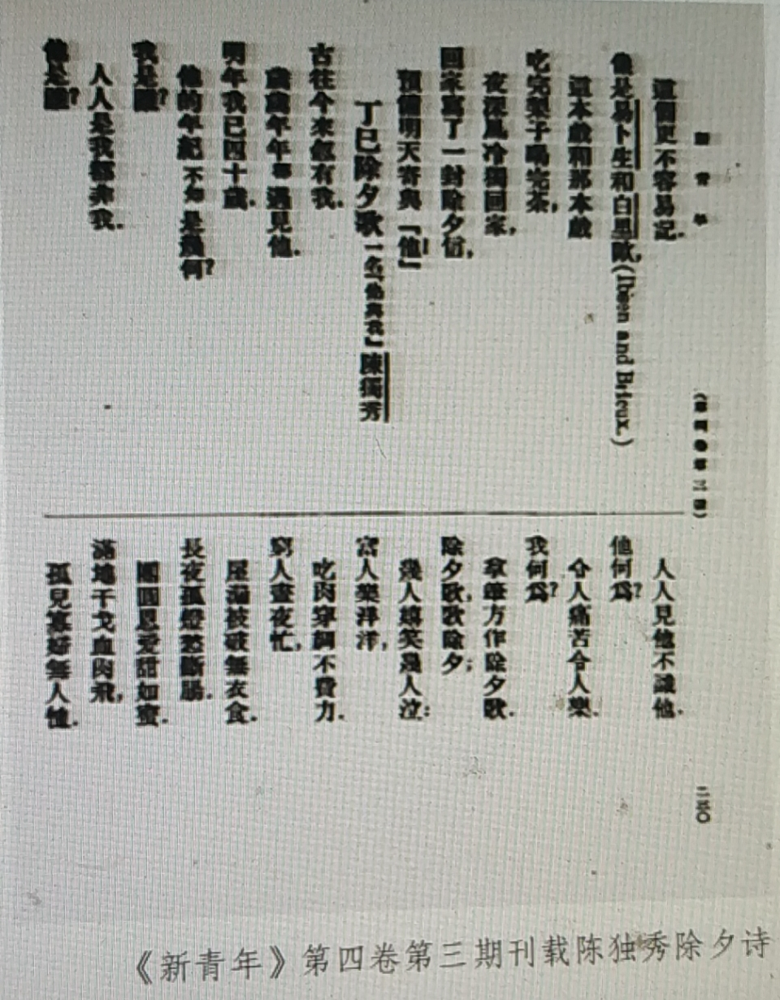 新青年
(第四卷第三號)
二三〇
這個更不容易記.
像是易卜生和白里歐,(Ibsen and Brieux.)
這本戲和那本戲
吃完梨子喝完茶,
夜深風冷獨回家,
回家寫了一封除夕信,
預備明天寄與「他!」
丁巳除夕歌 一名「他與我」 陳獨秀
古往今來忽有我.
歲歲年年都遇見他.
明年我已四十歲.
他的年紀不知是幾何?
我是誰?
人人是我都非我.
他是誰?
人人見他不識他.
他何爲?
令人痛苦令人樂.
我何爲?
拿筆方作除夕歌.
除夕歌,歌除夕;
幾人嬉笑幾人泣:
富人樂洋洋,
吃肉穿綢不費力.
窮人晝夜忙,
屋漏被破無衣食.
長夜孤燈愁斷腸.
團圓恩愛甜如蜜.
滿地干戈血肉飛,
孤兒寡婦無人恤.
《新青年》第四卷第三期刊载陈独秀除夕诗